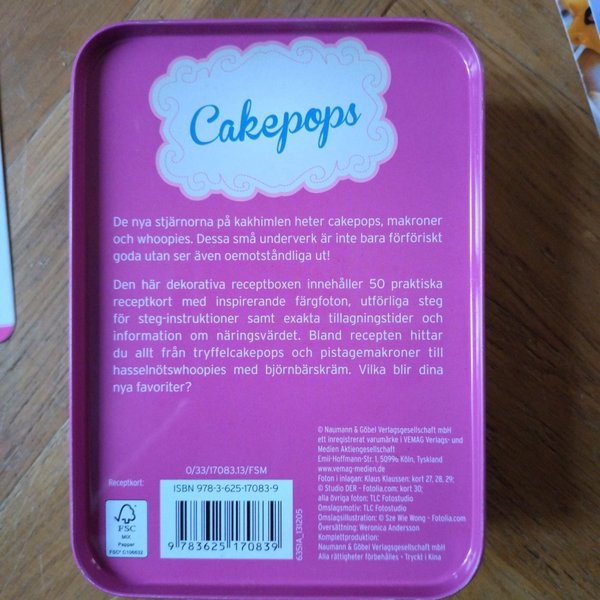 Cakepops
De nya stjärnorna på kakhimlen heter cakepops, makroner
och whoopies. Dessa små underverk är inte bara förföriskt
goda utan ser även oemotståndliga ut!
Den här dekorativa receptboxen innehåller 50 praktiska
receptkort med inspirerande färgfoton, utförliga steg
för steg-instruktioner samt exakta tillagningstider och
information om näringsvärdet. Bland recepten hittar
du allt från tryffelcakepops och pistagemakroner till
hasselnötswhoopies med björnbärskräm. Vilka blir dina
nya favoriter?
© Naumann & Göbel Verlagsgesellschaft mbH
ett inregistrerat varumärke i VEMAG Verlags- und
Medien Aktiengesellschaft
Emil-Hoffmann-Str. 1, 50996 Köln, Tyskland
www.vemag-medien.de
Foton i inlagan: Klaus Klaussen: kort 27, 28, 29;
© Studio DER - Fotolia.com: kort 30;
alla övriga foton: TLC Fotostudio
Omslagsmotiv: TLC Fotostudio
Omslagsillustration: © Sze Wie Wong - Fotolia.com
Översättning: Weronica Andersson
Komplettproduktion:
Naumann & Göbel Verlagsgesellschaft mbH
Alla rättigheter förbehålles • Tryckt i Kina
0/33/17083.13/FSM
Receptkort:
ISBN 978-3-625-17083-9
9 783625 170839
6351A_131205
FSC
MIX
Papper
FSC® C106632